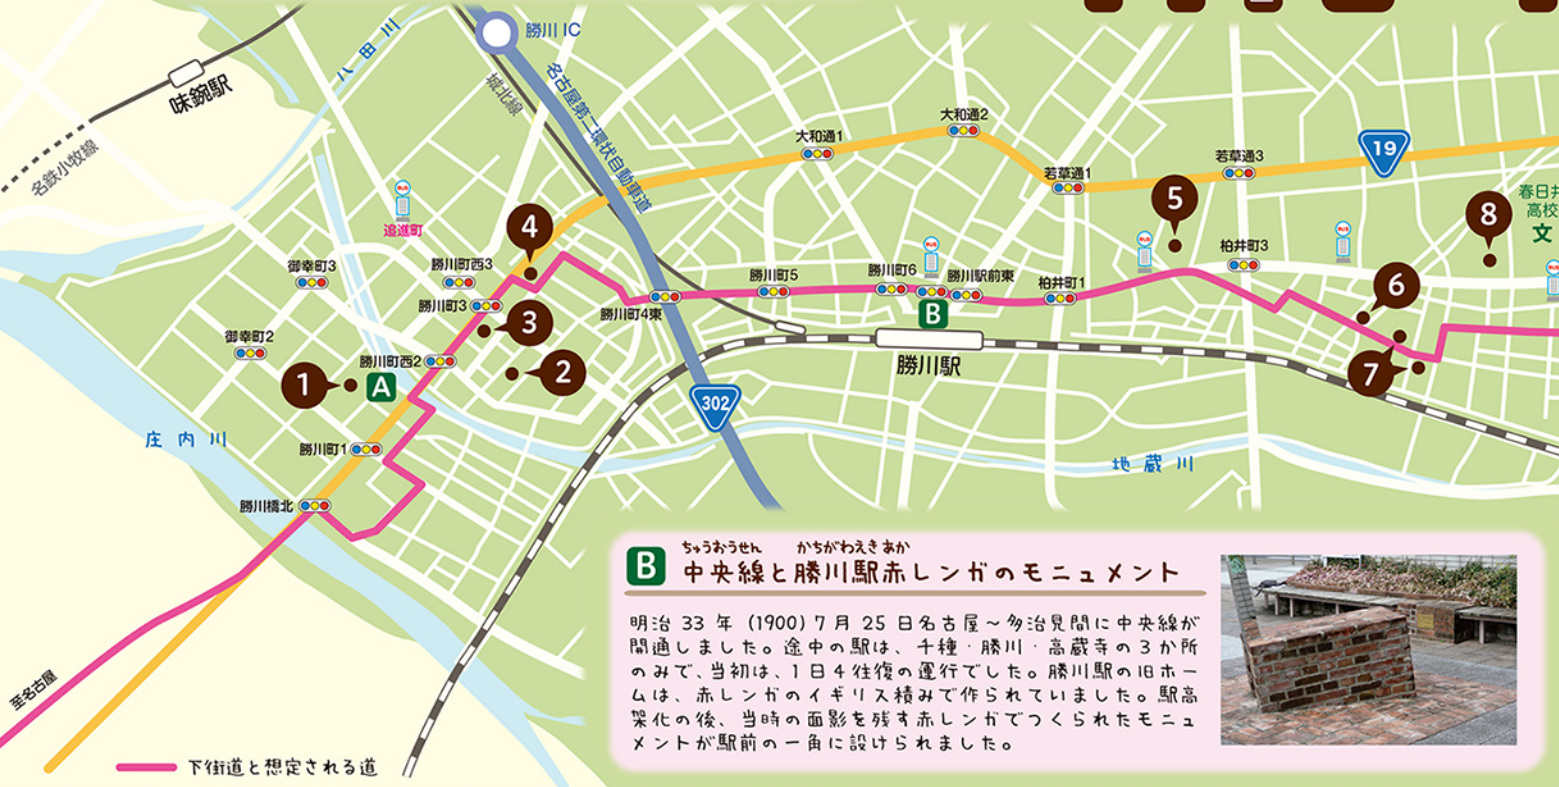 勝川 IC
八田川
味鋺駅
城北線
名古屋第二環状自動車道
名鉄小牧線
大和通2
大和通1
19
若草通3
若草通1
春日井
高校
文
BUS
追進町
4
5
8
BUS
BUS
BUS
BUS
柏井町3
御幸町3
勝川町西3
勝川町5
勝川町6
勝川駅前東
柏井町1
6
勝川町3
勝川町4東
B
3
御幸町2
勝川町西2
勝川駅
1
A
2
7
302
庄内川
勝川町1
地蔵川
勝川橋北
至名古屋
下街道と想定される道
ちゅうおうせん かちがわえきあか
B 中央線と勝川駅赤レンガのモニュメント
明治 33 年 (1900) 7 月 25 日名古屋～多治見間に中央線が
開通しました。途中の駅は、千種・勝川・高蔵寺の3か所
のみで、当初は、1日4往復の運行でした。勝川駅の旧ホー
ムは、赤レンガのイギリス積みで作られていました。駅高
架化の後、当時の面影を残す赤レンガでつくられたモニュ
メントが駅前の一角に設けられました。